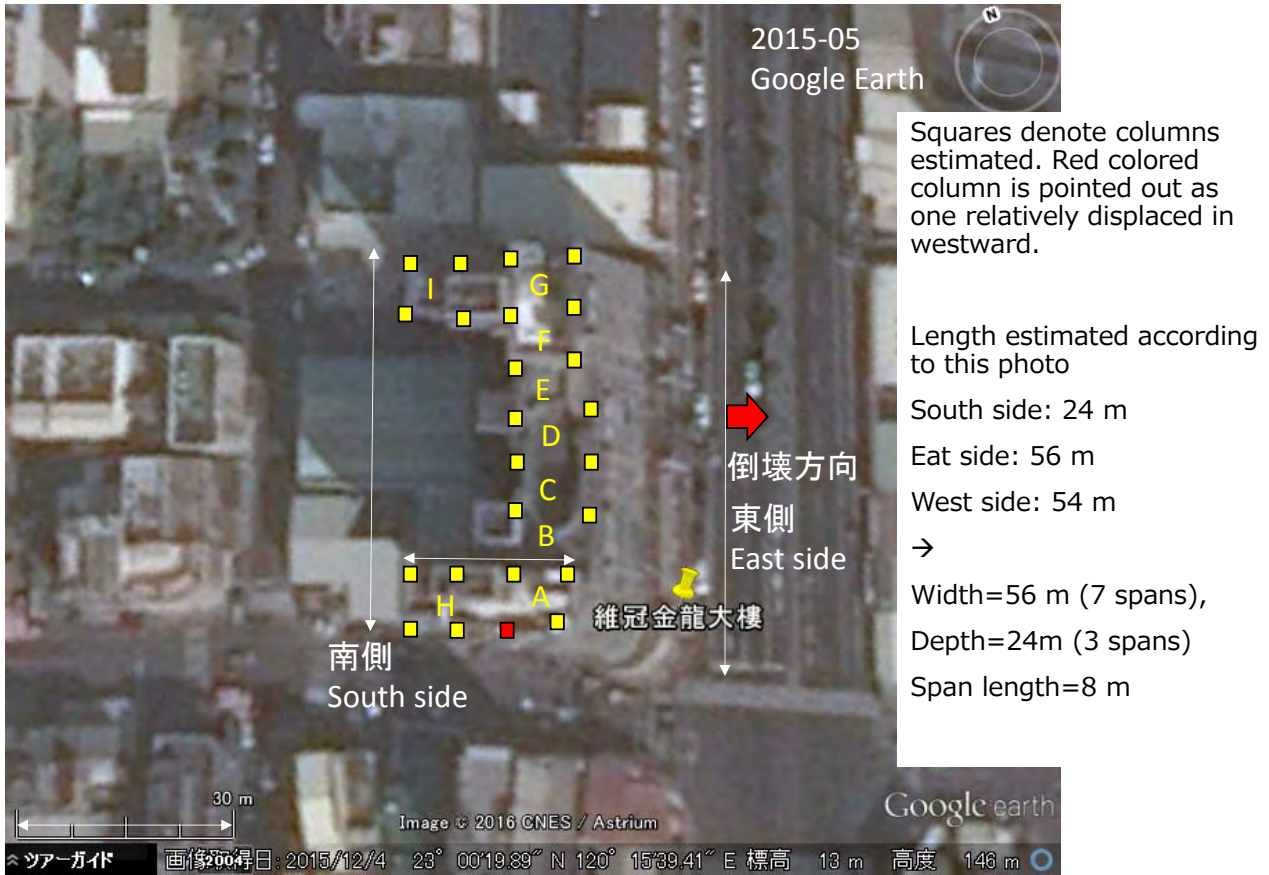 N
2015-05
Google Earth
Squares denote columns
estimated. Red colored
column is pointed out as
one relatively displaced in
westward.
Length estimated according
to this photo
South side: 24 m
Eat side: 56 m
West side: 54 m
→
Width=56 m (7 spans),
Depth=24m (3 spans)
Span length=8 m
I
G
F
E
D
C
B
A
H
倒壊方向
東側
East side
維冠金龍大樓
南側
South side
30 m
Image © 2016 CNES / Astrium
Google earth
ツアーガイド
2004
画像取得日: 2015/12/4 23° 00'19.89" N 120° 15'39.41" E 標高 13 m 高度 146 m